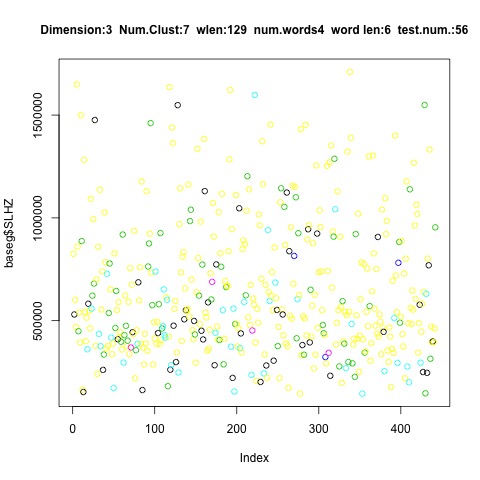 Dimension:3 Num.Clust:7 wlen:129 num.words4 word len:6 test.num.:56
baseg$SLHZ
1500000
1000000
500000
0 100 200 300 400
Index